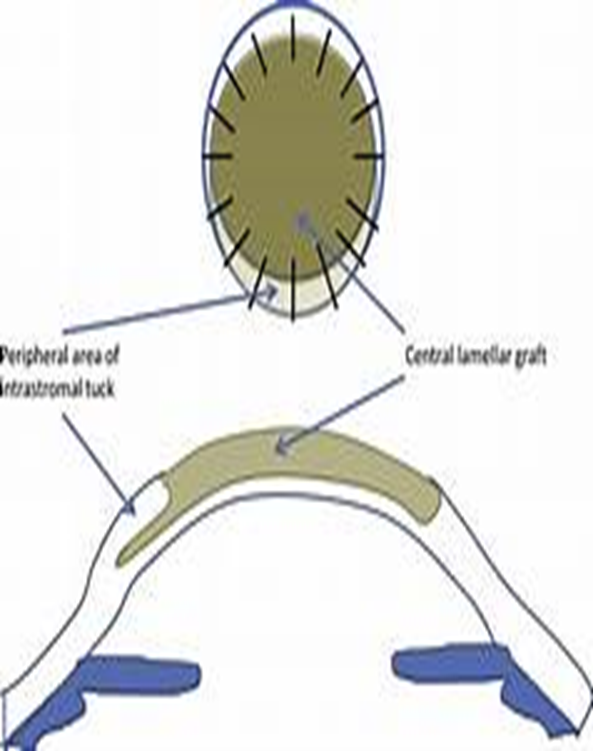 Peripheral area of
intrastromal tuck
Central lamellar graft